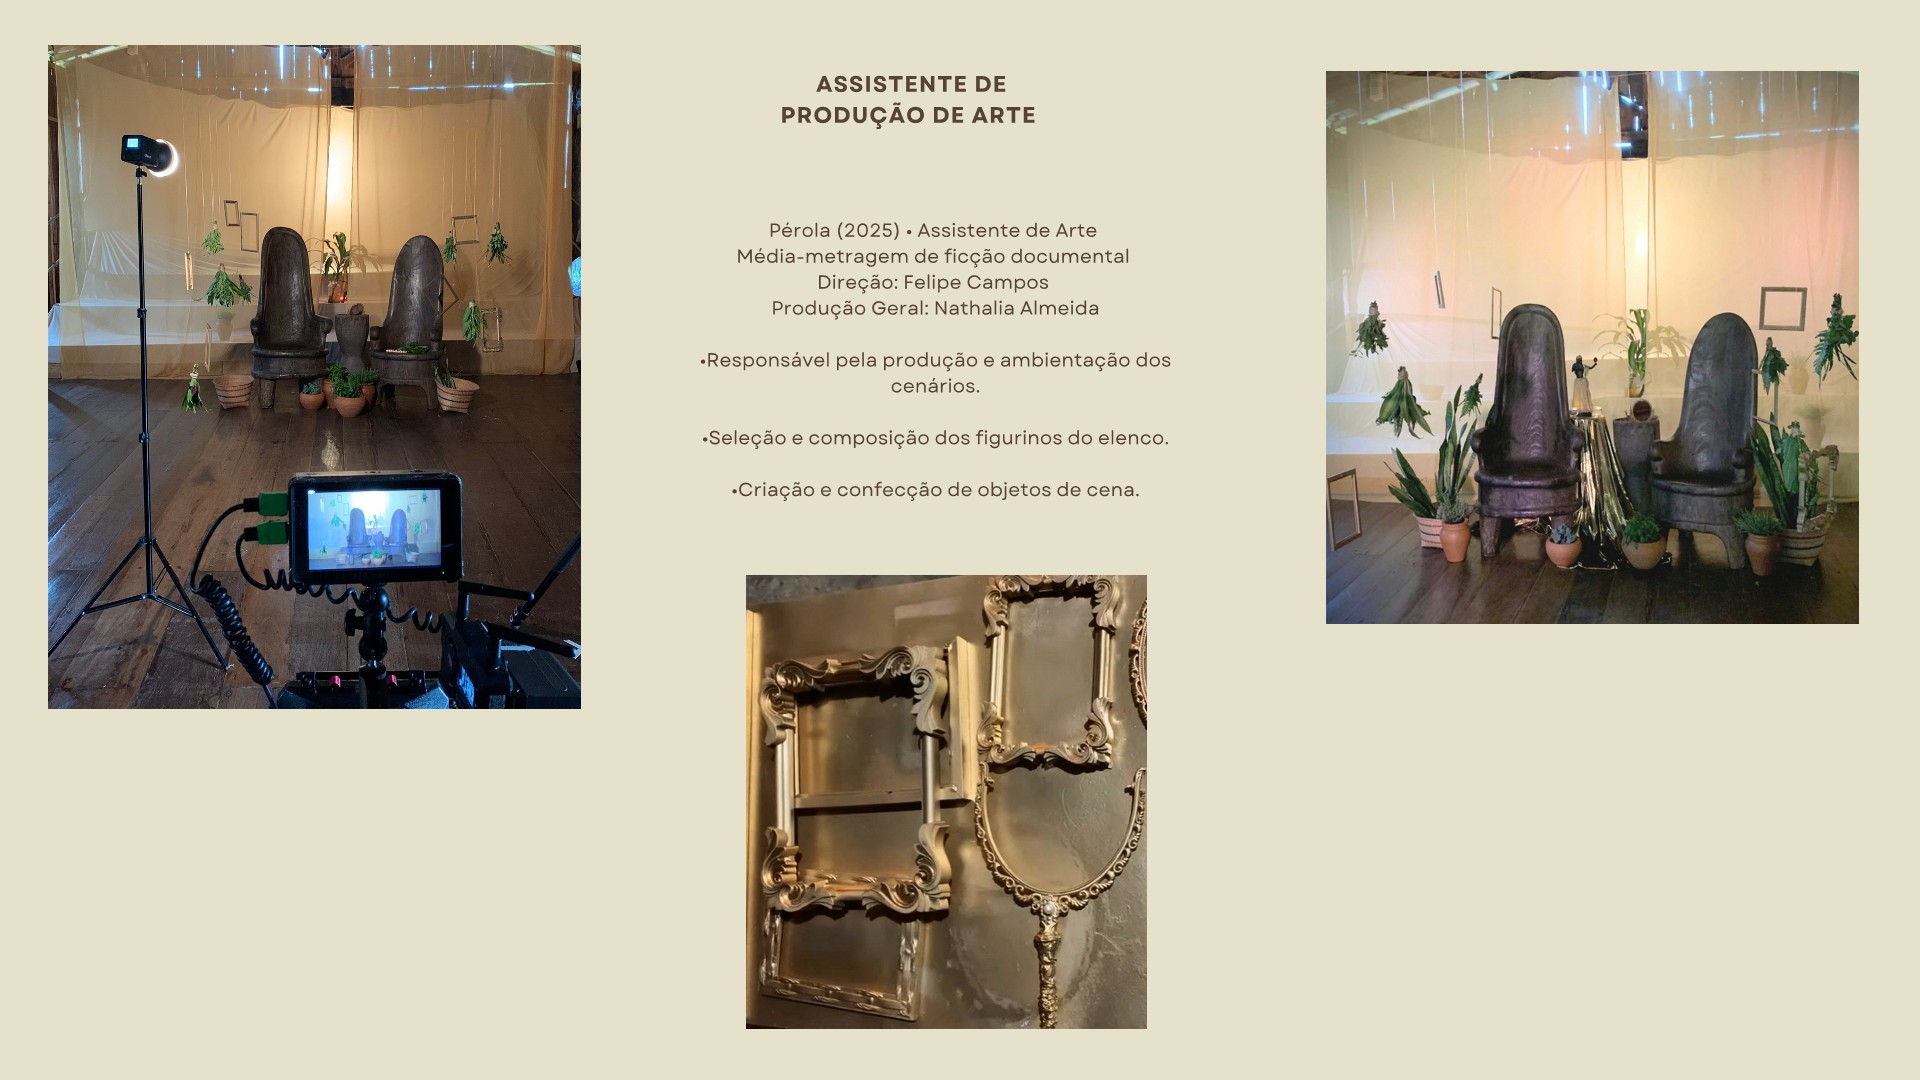 ASSISTENTE DE
PRODUÇÃO DE ARTE
Pérola (2025) • Assistente de Arte
Média-metragem de ficção documental
Direção: Felipe Campos
Produção Geral: Nathalia Almeida
•Responsável pela produção e ambientação dos
cenários.
•Seleção e composição dos figurinos do elenco.
•Criação e confecção de objetos de cena.